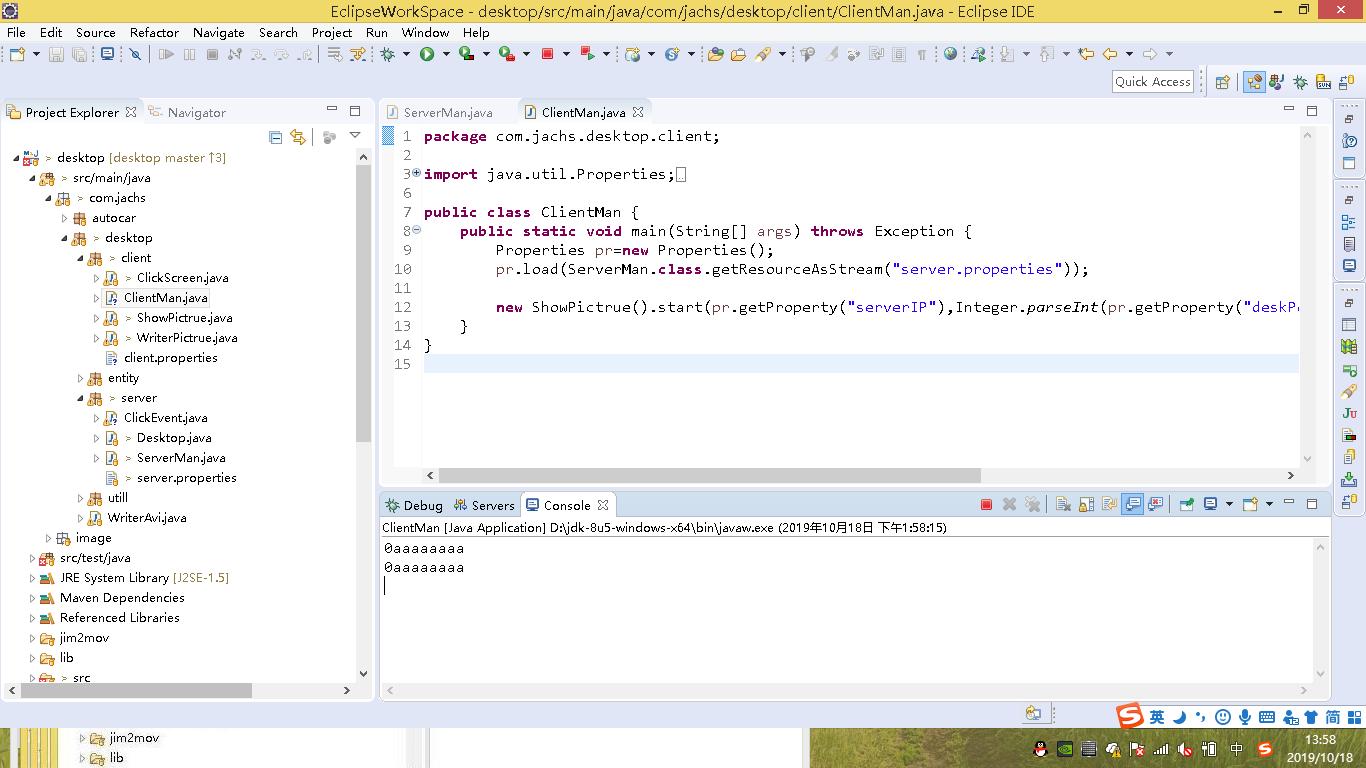 EclipseWorkSpace - desktop/src/main/java/com/jachs/desktop/client/ClientMan.java - Eclipse IDE
File Edit Source Refactor Navigate Search Project Run Window Help
Quick Access
Project Explorer Navigator
> desktop [desktop master ↑3]
> src/main/java
> com.jachs
autocar
> desktop
> client
> ClickScreen.java
ClientMan.java
> ShowPictrue.java
> WriterPictrue.java
client.properties
entity
> server
ClickEvent.java
> Desktop.java
> ServerMan.java
> server.properties
utill
WriterAvi.java
image
src/test/java
JRE System Library [J2SE-1.5]
Maven Dependencies
Referenced Libraries
jim2mov
lib
> src
ServerMan.java ClientMan.java
1 package com.jachs.desktop.client;
2
3 import java.util.Properties;
6
7 public class ClientMan {
8 public static void main(String[] args) throws Exception {
9 Properties pr=new Properties();
10 pr.load(ServerMan.class.getResourceAsStream("server.properties"));
11
12 new ShowPictrue().start(pr.getProperty("serverIP"),Integer.parseInt(pr.getProperty("deskP
13 }
14 }
15
Debug Servers Console
ClientMan [Java Application] D:\jdk-8u5-windows-x64\bin\javaw.exe (2019年10月18日 下午1:58:15)
0aaaaaaaa
0aaaaaaaa
英 简
jim2mov
lib
中
13:58
2019/10/18